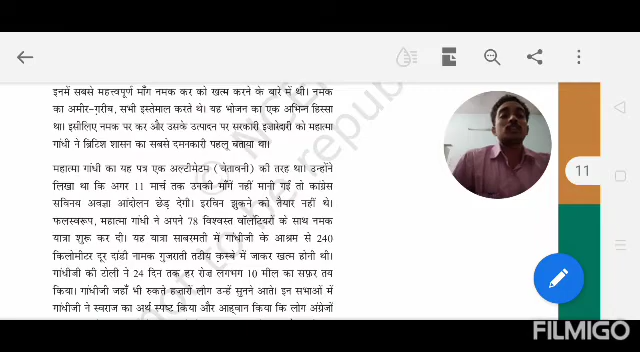 इनमें सबसे महत्त्वपूर्ण माँग नमक कर को खत्म करने के बारे में थी। नमक
का अमीर-ग़रीब, सभी इस्तेमाल करते थे। यह भोजन का एक अभिन्न हिस्सा
था। इसीलिए नमक पर कर और उसके उत्पादन पर सरकारी इज़ारेदारी को महात्मा
गांधी ने ब्रिटिश शासन का सबसे दमनकारी पहलू बताया था।
महात्मा गांधी का यह पत्र एक अल्टीमेटम (चेतावनी) की तरह था। उन्होंने
लिखा था कि अगर 11 मार्च तक उनकी माँगें नहीं मानी गईं तो कांग्रेस
सविनय अवज्ञा आंदोलन छेड़ देगी। इरविन झुकने को तैयार नहीं थे।
फलस्वरूप, महात्मा गांधी ने अपने 78 विश्वस्त वॉलंटियरों के साथ नमक
यात्रा शुरू कर दी। यह यात्रा साबरमती में गांधीजी के आश्रम से 240
किलोमीटर दूर दांडी नामक गुजराती तटीय क़स्बे में जाकर खत्म होनी थी।
गांधीजी की टोली ने 24 दिन तक हर रोज़ लगभग 10 मील का सफ़र तय
किया। गांधीजी जहाँ भी रुकते हज़ारों लोग उन्हें सुनने आते। इन सभाओं में
गांधीजी ने स्वराज का अर्थ स्पष्ट किया और आह्वान किया कि लोग अंग्रेजों
11
FILMIGO